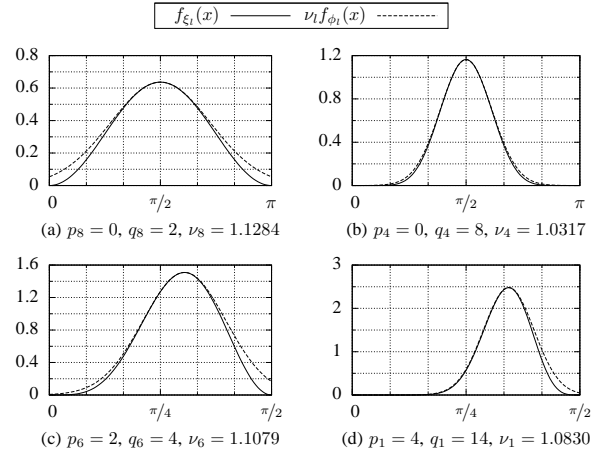 f_{ξ_l}(x) ν_l f_{ϕ_l}(x)
0.8
0.6
0.4
0.2
0
0 π/2 π
(a) p_8 = 0, q_8 = 2, ν_8 = 1.1284
1.2
0.8
0.4
0
0 π/2 π
(b) p_4 = 0, q_4 = 8, ν_4 = 1.0317
1.6
1.2
0.8
0.4
0
0 π/4 π/2
(c) p_6 = 2, q_6 = 4, ν_6 = 1.1079
3
2
1
0
0 π/4 π/2
(d) p_1 = 4, q_1 = 14, ν_1 = 1.0830